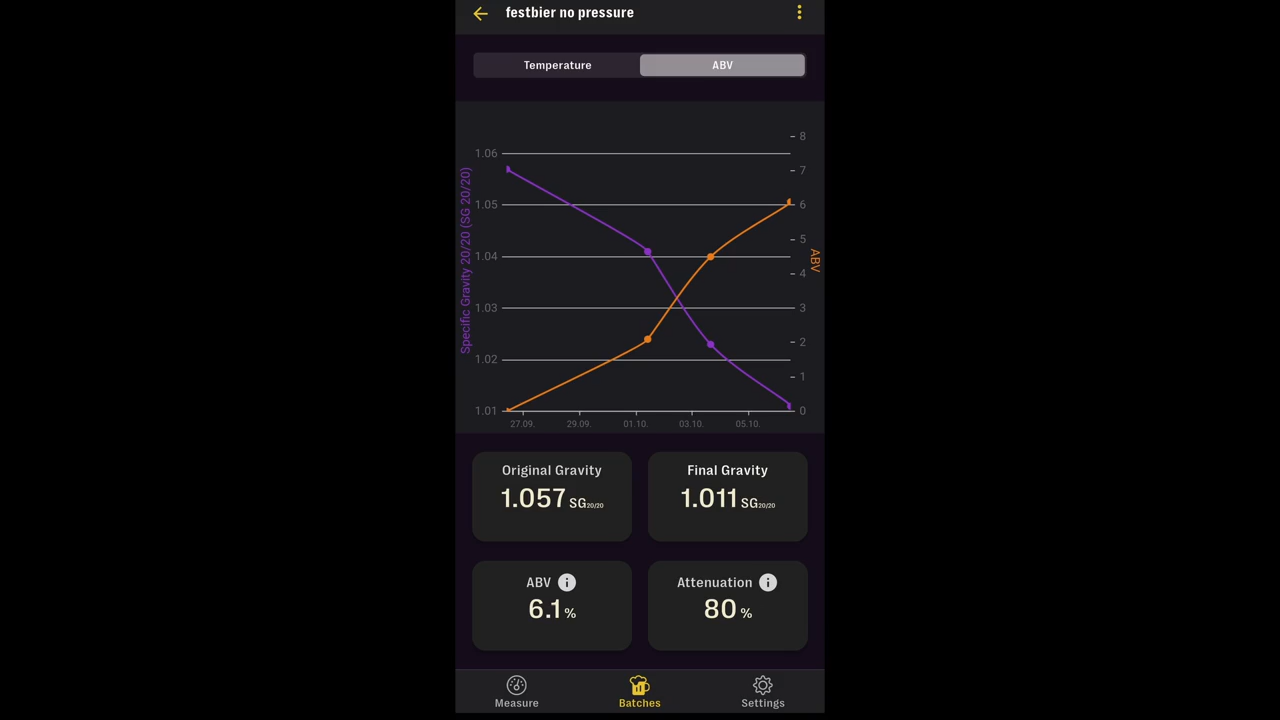 festbier no pressure
Temperature
ABV
8
1.06
7
1.05
6
5
1.04
4
1.03
3
1.02
2
1
1.01
0
Specific Gravity 20/20 (SG 20/20)
ABV
27.09. 29.09. 01.10. 03.10. 05.10.
Original Gravity
1.057 SG20/20
Final Gravity
1.011 SG20/20
ABV i
6.1 %
Attenuation i
80 %
Measure
Batches
Settings